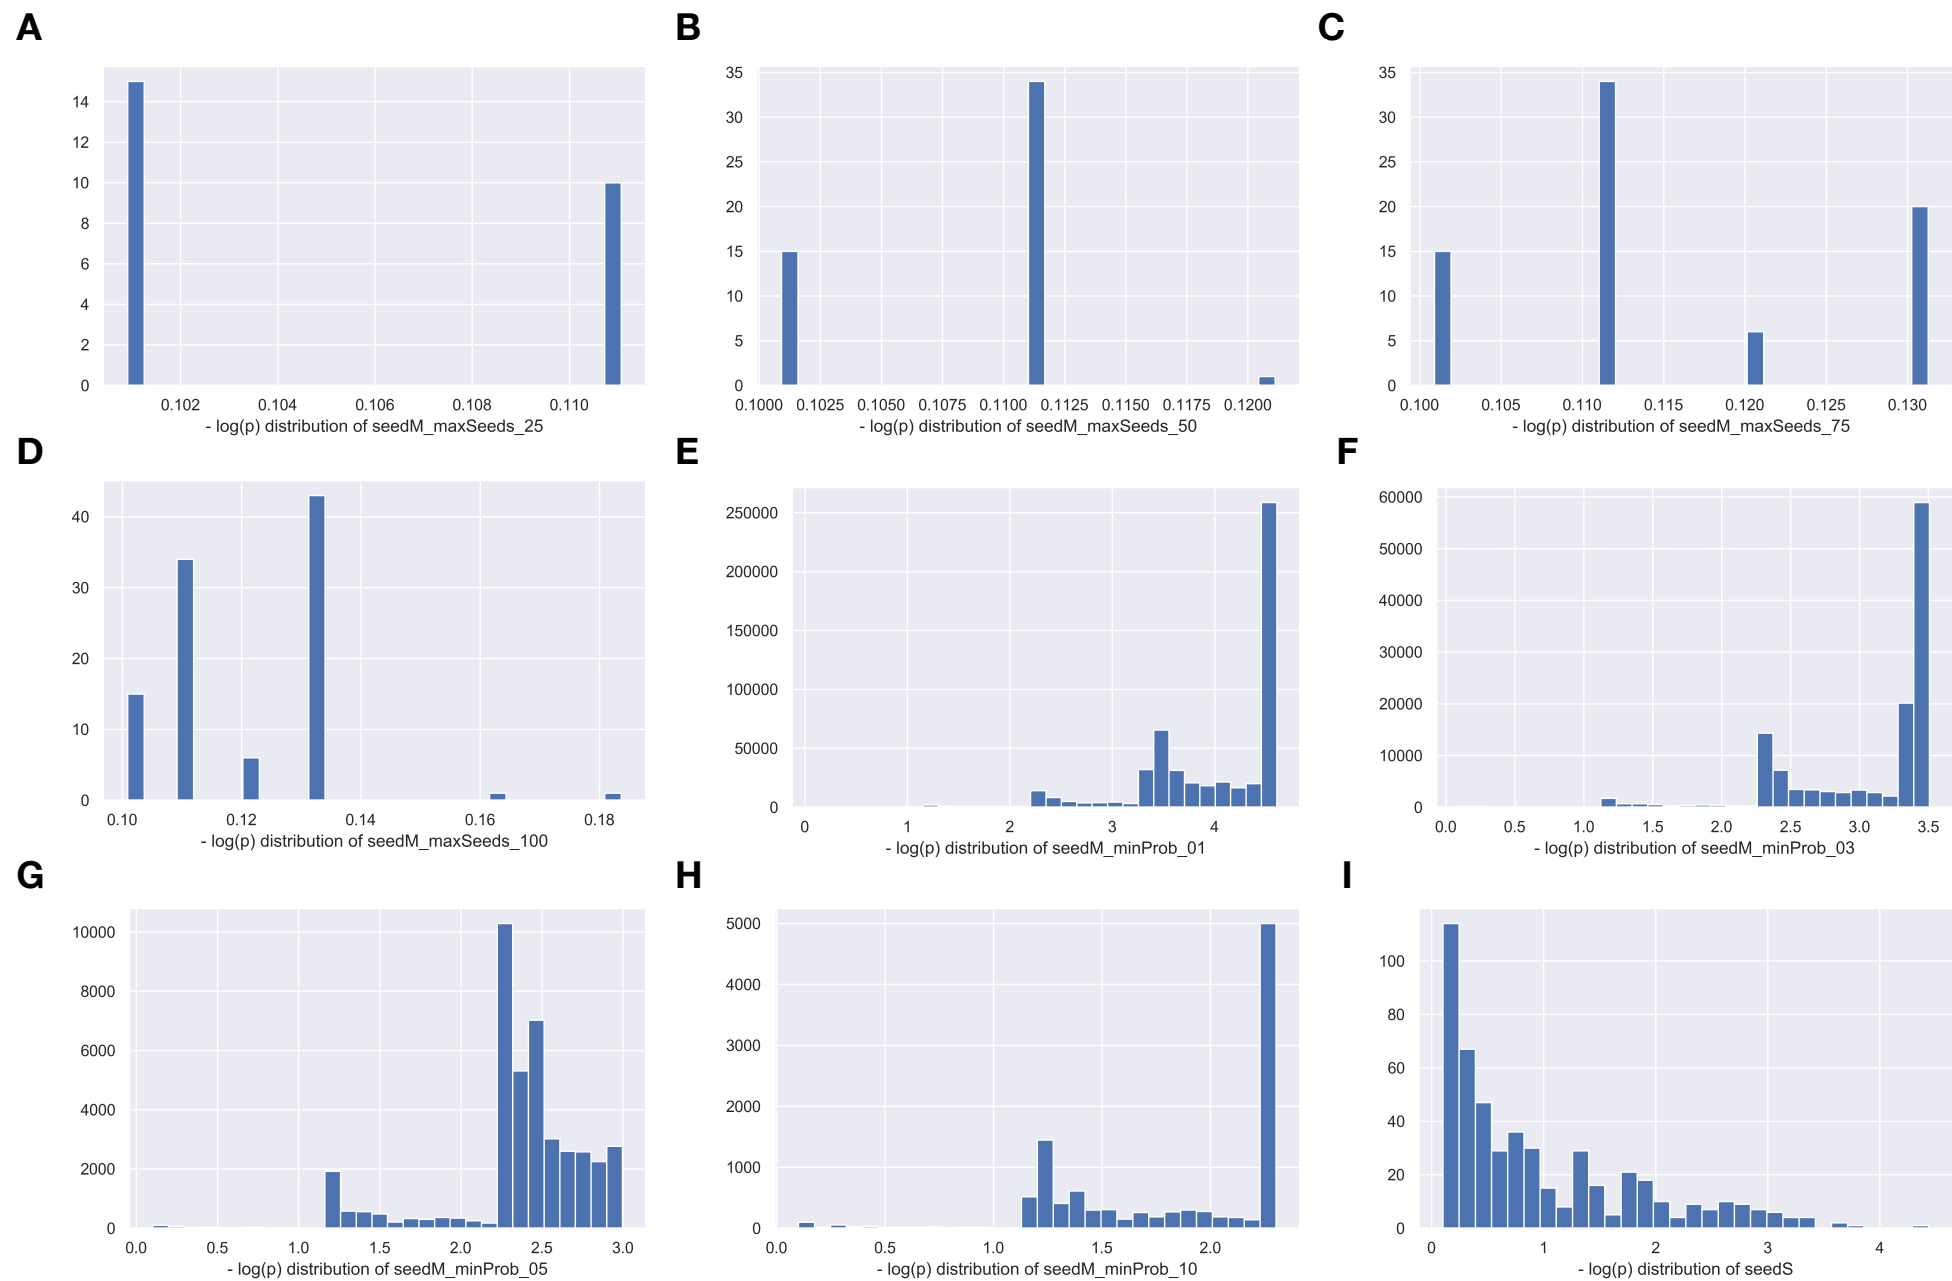 A
B
C
14
12
10
8
6
4
2
0
0.102 0.104 0.106 0.108 0.110
- log(p) distribution of seedM_maxSeeds_25
35
30
25
20
15
10
5
0
0.1000 0.1025 0.1050 0.1075 0.1100 0.1125 0.1150 0.1175 0.1200
- log(p) distribution of seedM_maxSeeds_50
35
30
25
20
15
10
5
0
0.100 0.105 0.110 0.115 0.120 0.125 0.130
- log(p) distribution of seedM_maxSeeds_75
D
E
F
40
30
20
10
0
0.10 0.12 0.14 0.16 0.18
- log(p) distribution of seedM_maxSeeds_100
250000
200000
150000
100000
50000
0
0 1 2 3 4
- log(p) distribution of seedM_minProb_01
60000
50000
40000
30000
20000
10000
0
0.0 0.5 1.0 1.5 2.0 2.5 3.0 3.5
- log(p) distribution of seedM_minProb_03
G
H
I
10000
8000
6000
4000
2000
0
0.0 0.5 1.0 1.5 2.0 2.5 3.0
- log(p) distribution of seedM_minProb_05
5000
4000
3000
2000
1000
0
0.0 0.5 1.0 1.5 2.0
- log(p) distribution of seedM_minProb_10
100
80
60
40
20
0
0 1 2 3 4
- log(p) distribution of seedS